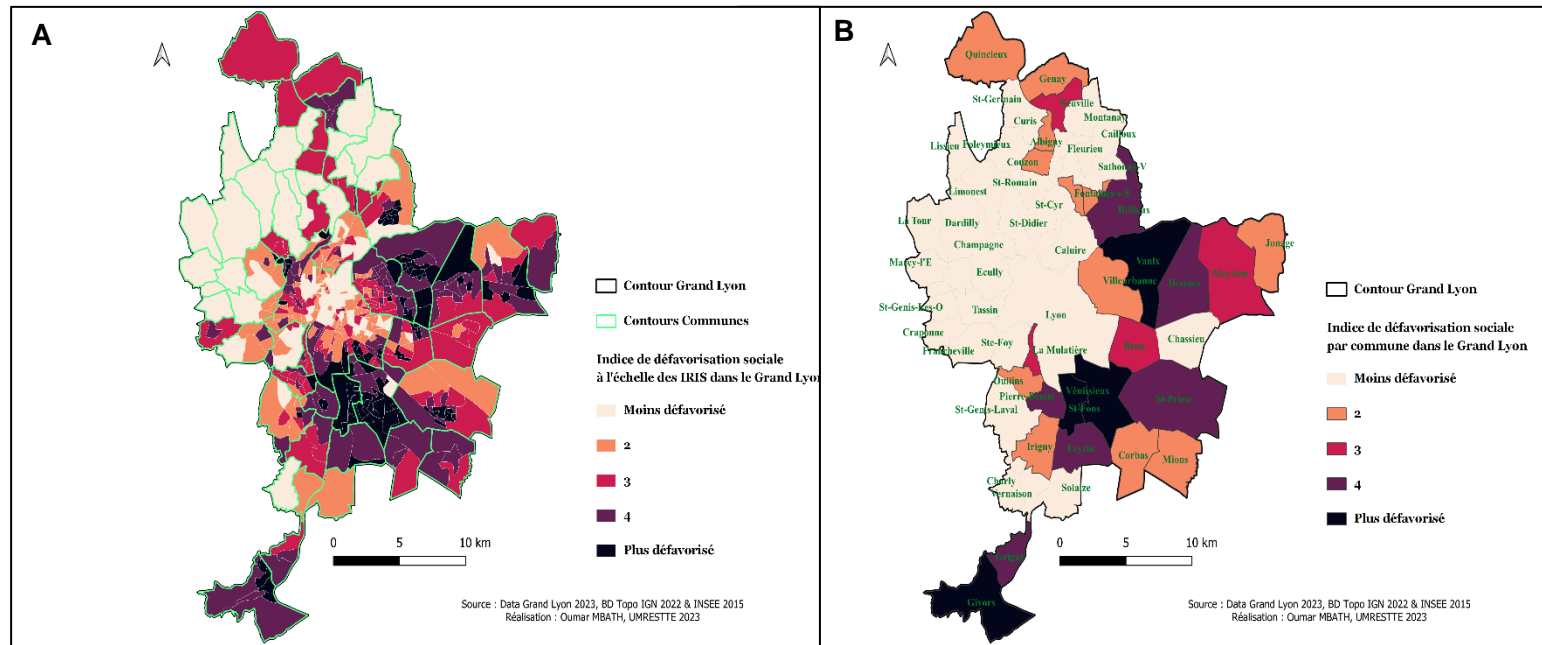 A
Contour Grand Lyon
Contours Communes
Indice de défavorisation sociale
à l'échelle des IRIS dans le Grand Lyon
Moins défavorisé
2
3
4
Plus défavorisé
0 5 10 km
Source : Data Grand Lyon 2023, BD Topo IGN 2022 & INSEE 2015
Réalisation : Oumar MBATH, UMRESTTE 2023
B
Quincieux
Genay
St-Germain
Neuville
Montanay
Curis
Cailloux
Albigny
Lissieu
Poleymieux
Fleurieu
Couzon
Sathonay-V
St-Romain
Limonest
St-Cyr
Rillieux
La Tour
Dardilly
St-Didier
Jonage
Champagne
Caluire
Vaulx
Marcy-l'E
Ecully
Meyzieu
Villeurbanne
Décines
St-Genis-Les-O
Tassin
Lyon
Craponne
Ste-Foy
Bron
Chassieu
Francheville
La Mulatière
Oullins
Vénissieux
Pierre-Bénite
St-Priest
St-Genis-Laval
St-Fons
Irigny
Feyzin
Corbas
Mions
Charly
Solaize
Vernaison
Grigny
Givors
Contour Grand Lyon
Indice de défavorisation sociale
par commune dans le Grand Lyon
Moins défavorisé
2
3
4
Plus défavorisé
0 5 10 km
Source : Data Grand Lyon 2023, BD Topo IGN 2022 & INSEE 2015
Réalisation : Oumar MBATH, UMRESTTE 2023